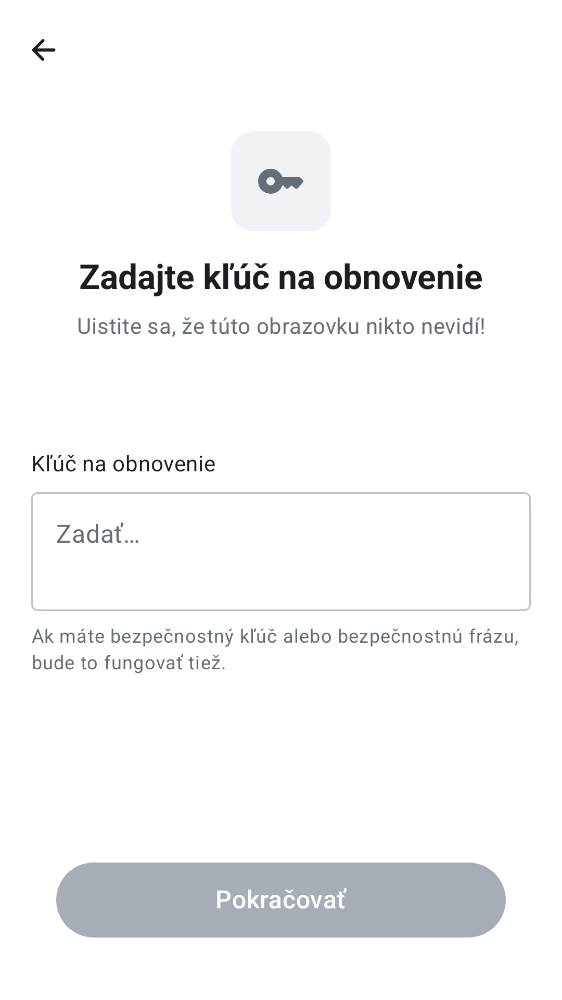 Zadajte kľúč na obnovenie
Uistite sa, že túto obrazovku nikto nevidí!
Kľúč na obnovenie
Zadať…
Ak máte bezpečnostný kľúč alebo bezpečnostnú frázu,
bude to fungovať tiež.
Pokračovať